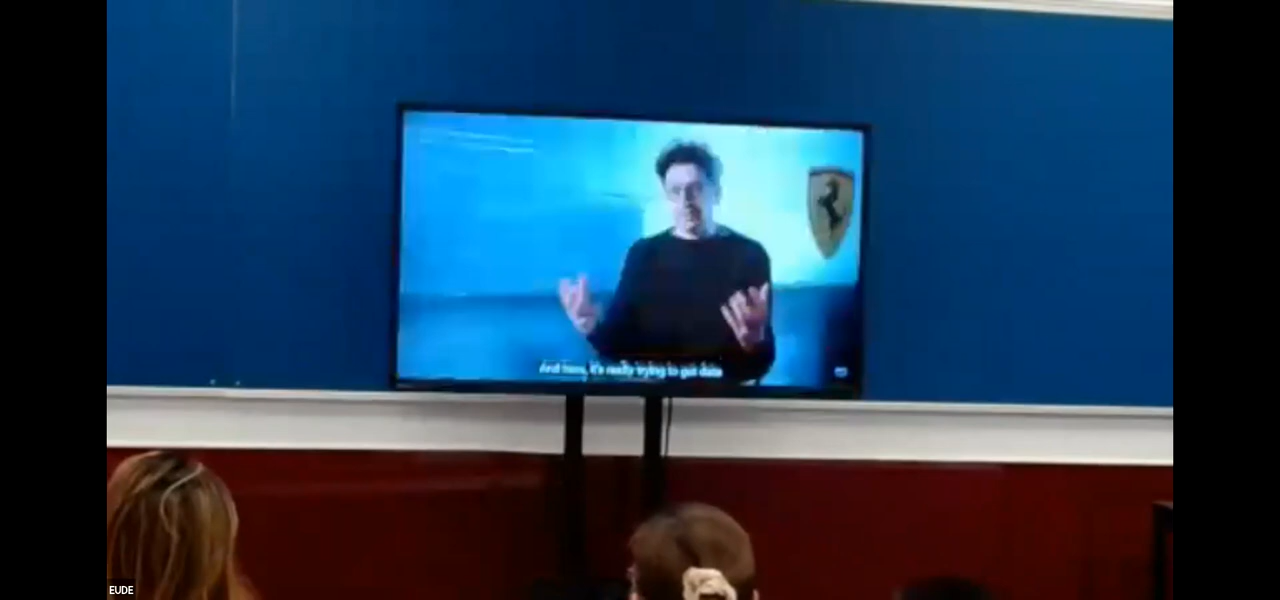 And here, it's really trying to get data
EUDE